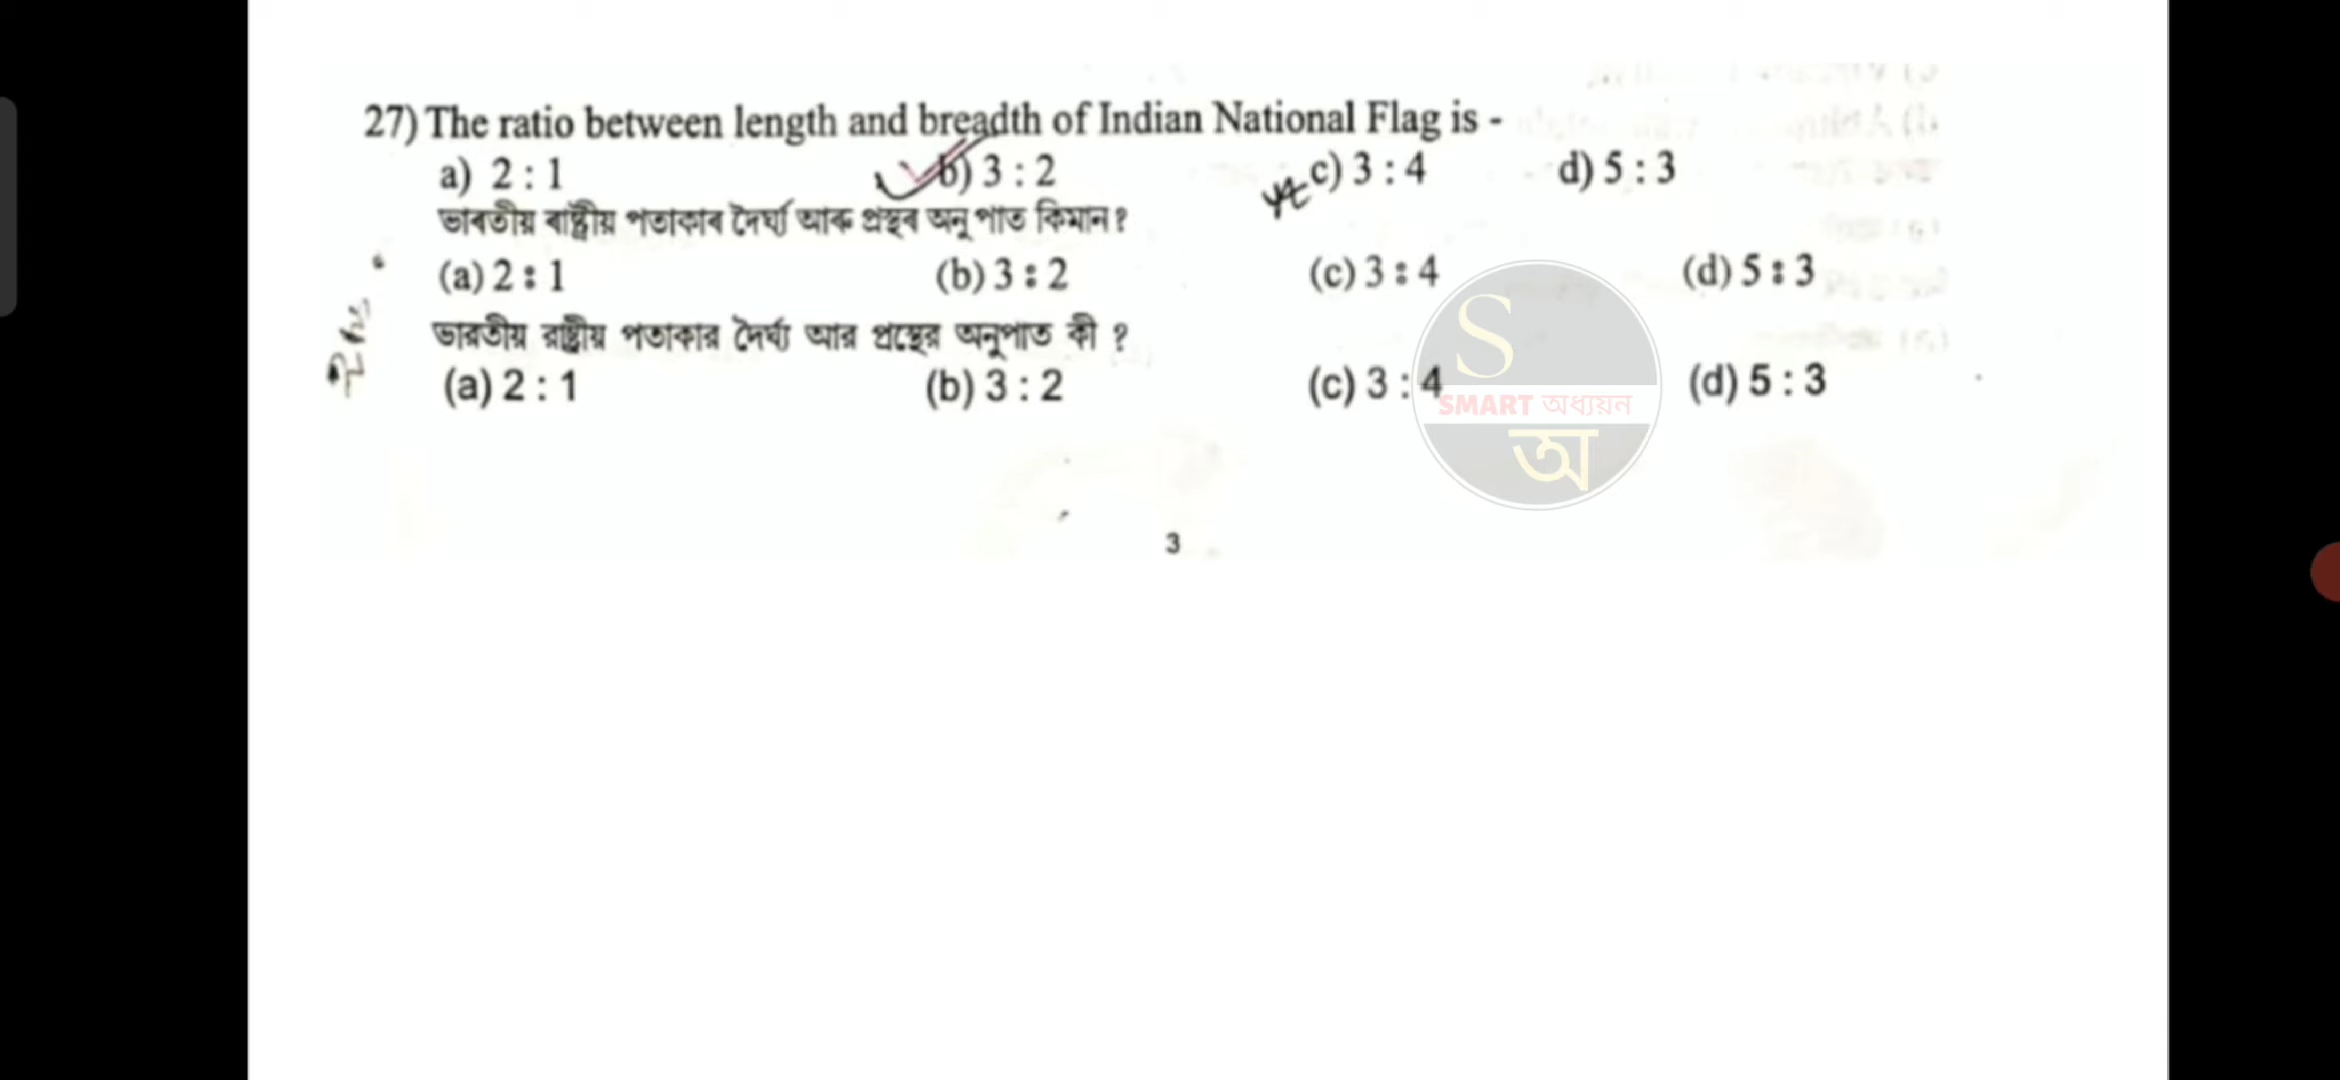 27) The ratio between length and breadth of Indian National Flag is -
a) 2 : 1 b) 3 : 2 c) 3 : 4 d) 5 : 3
ভাৰতীয় ৰাষ্ট্ৰীয় পতাকাৰ দৈৰ্ঘ্য আৰু প্ৰস্থৰ অনুপাত কিমান ?
(a) 2 : 1 (b) 3 : 2 (c) 3 : 4 (d) 5 : 3
ভারতীয় রাষ্ট্রীয় পতাকার দৈর্ঘ্য আর প্রস্থের অনুপাত কী ?
(a) 2 : 1 (b) 3 : 2 (c) 3 : 4 (d) 5 : 3
S
SMART অধ্যয়ন
অ
3